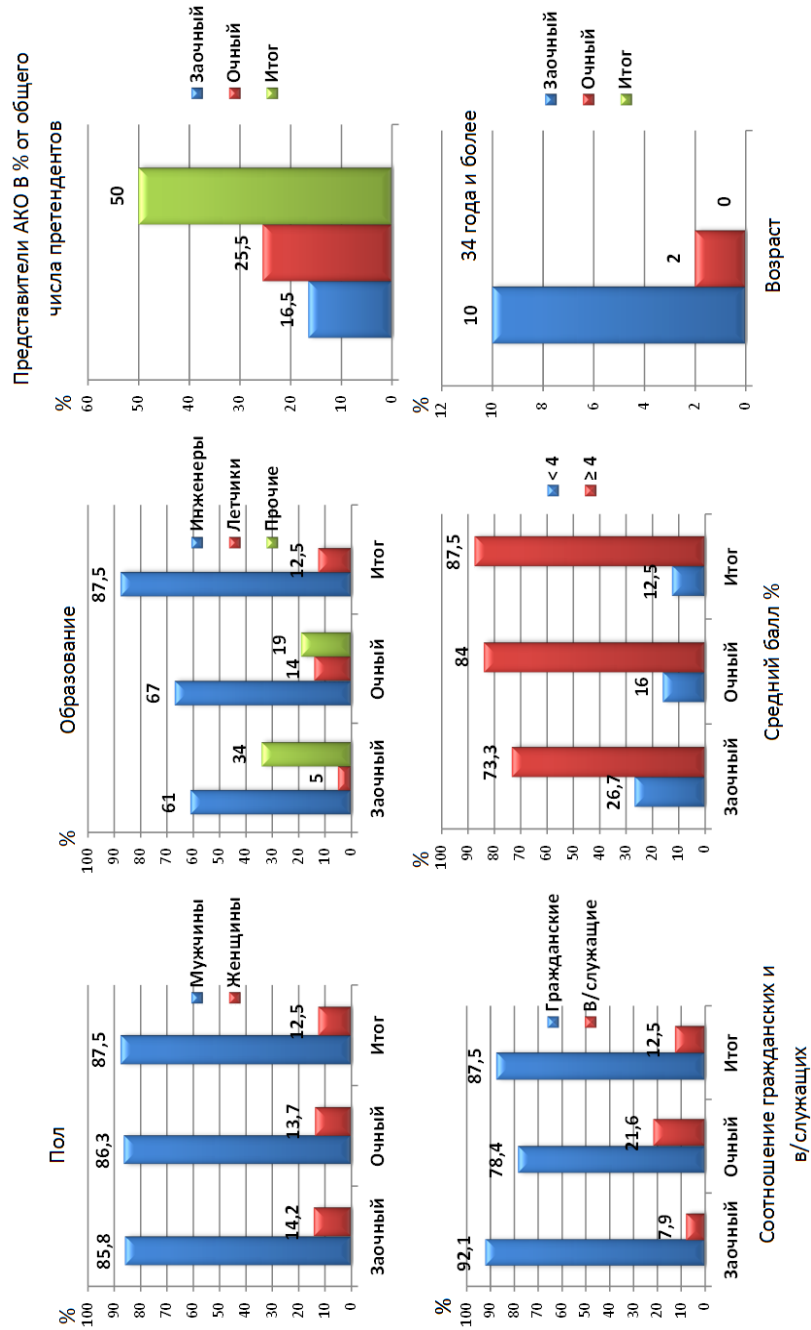 Пол
%
100
90
80
70
60
50
40
30
20
10
0
85,8
14,2
86,3
13,7
87,5
12,5
Заочный
Очный
Итог
Мужчины
Женщины
Образование
%
100
90
80
70
60
50
40
30
20
10
0
61
5
34
67
14
19
87,5
12,5
Заочный
Очный
Итог
Инженеры
Летчики
Прочие
Представители АКО В % от общего
числа претендентов
%
60
50
40
30
20
10
0
16,5
25,5
50
Заочный
Очный
Итог
%
100
90
80
70
60
50
40
30
20
10
0
92,1
7,9
78,4
21,6
87,5
12,5
Заочный
Очный
Итог
Гражданские
В/служащие
Соотношение гражданских и
в/служащих
%
100
90
80
70
60
50
40
30
20
10
0
26,7
73,3
16
84
12,5
87,5
Заочный
Очный
Итог
< 4
≥ 4
Средний балл %
%
12
10
8
6
4
2
0
34 года и более
10
2
0
Заочный
Очный
Итог
Возраст